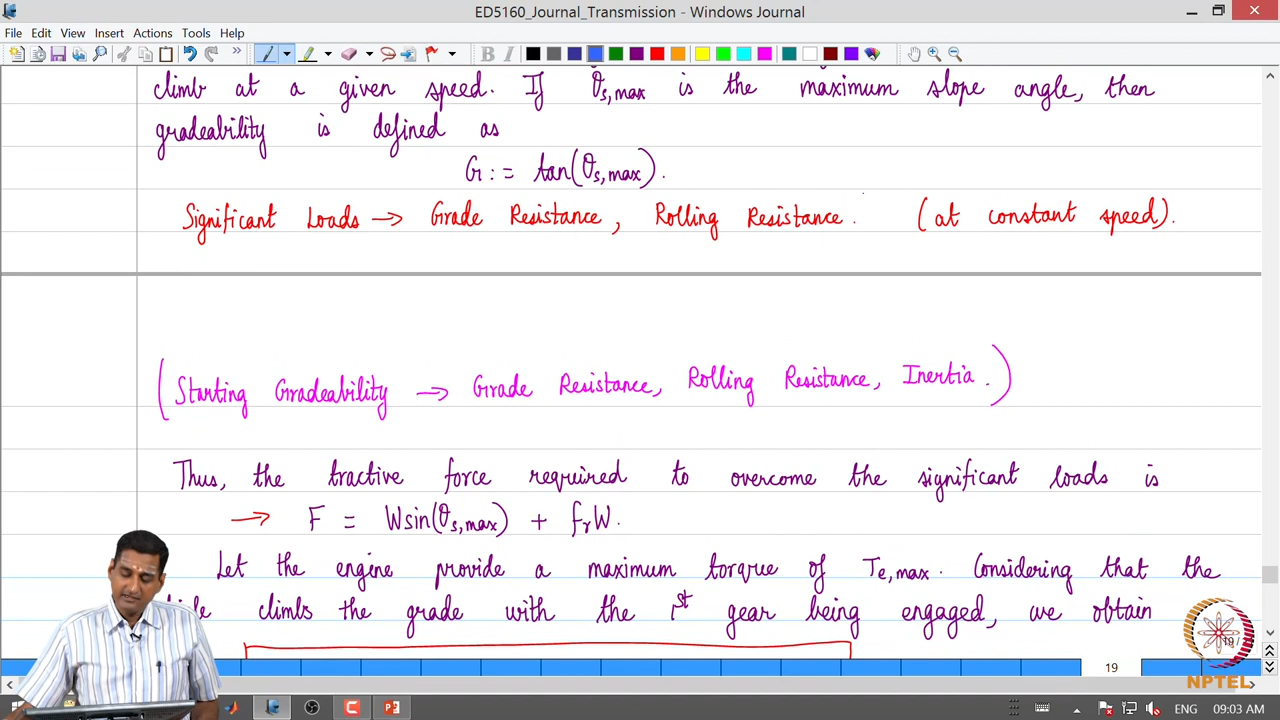 ED5160_Journal_Transmission - Windows Journal
File Edit View Insert Actions Tools Help
climb at a given speed. If θs,max is the maximum slope angle, then
gradeability is defined as
G := tan(θs,max).
Significant Loads → Grade Resistance, Rolling Resistance. (at constant speed).
(Starting Gradeability → Grade Resistance, Rolling Resistance, Inertia.)
Thus, the tractive force required to overcome the significant loads is
→ F = Wsin(θs,max) + frW.
Let the engine provide a maximum torque of Te,max. Considering that the
climbs the grade with the 1st gear being engaged, we obtain
19
NPTEL
ENG 09:03 AM